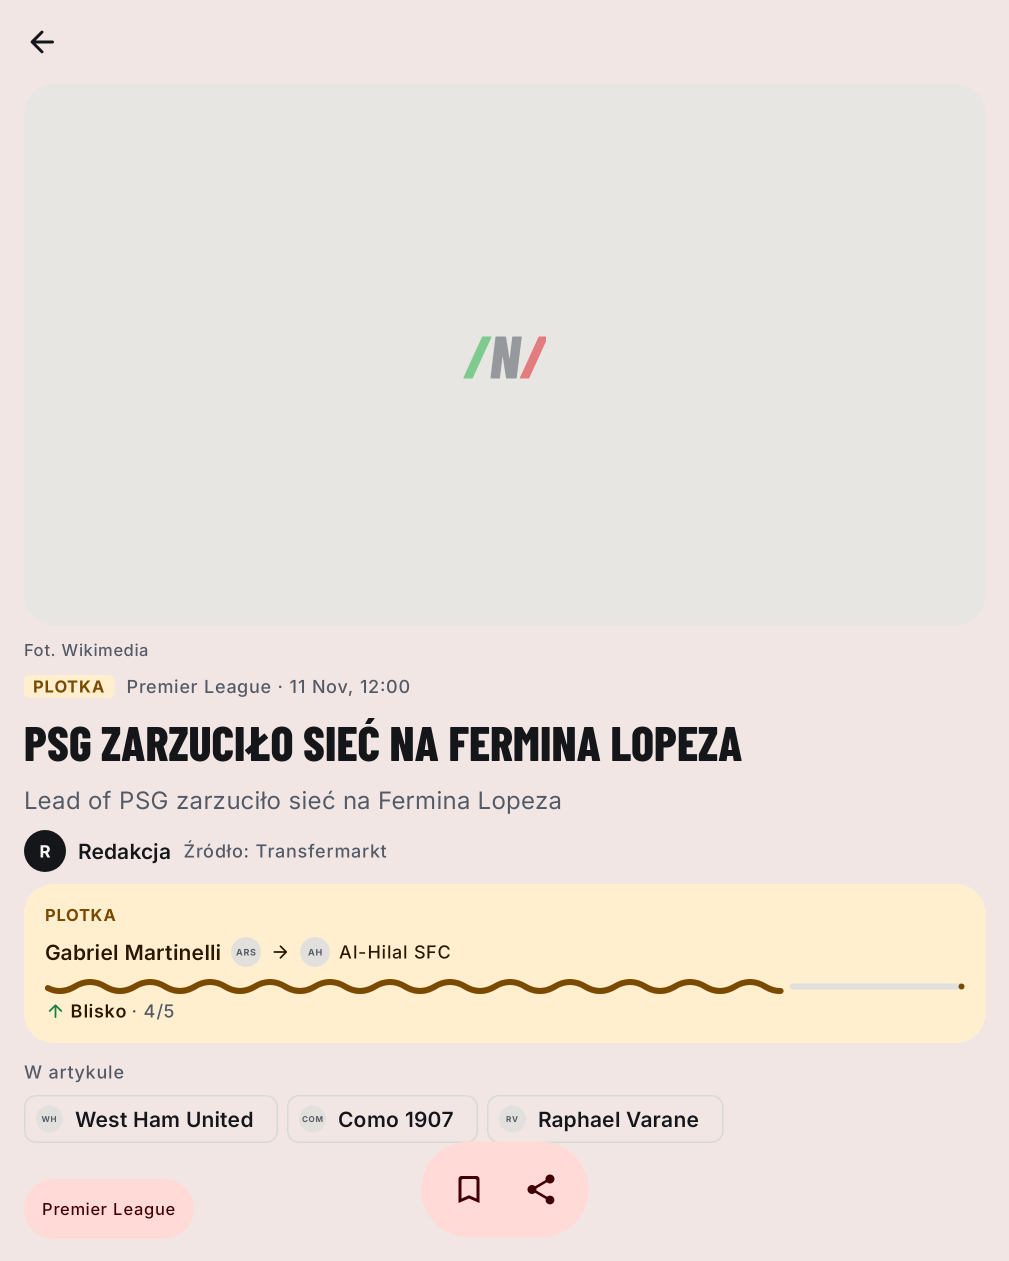 /N/
Fot. Wikimedia
PLOTKA Premier League · 11 Nov, 12:00
PSG ZARZUCIŁO SIEĆ NA FERMINA LOPEZA
Lead of PSG zarzuciło sieć na Fermina Lopeza
R Redakcja Źródło: Transfermarkt
PLOTKA
Gabriel Martinelli ARS → AH Al-Hilal SFC
↑ Blisko · 4/5
W artykule
WH West Ham United COM Como 1907 RV Raphael Varane
Premier League